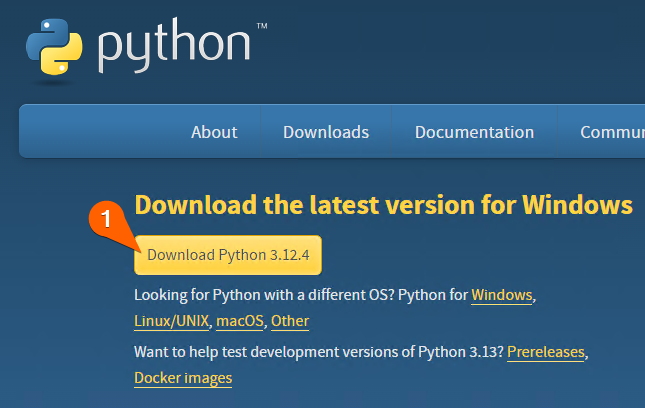 python™
About Downloads Documentation Commun
Download the latest version for Windows
1
Download Python 3.12.4
Looking for Python with a different OS? Python for Windows,
Linux/UNIX, macOS, Other
Want to help test development versions of Python 3.13? Prereleases,
Docker images